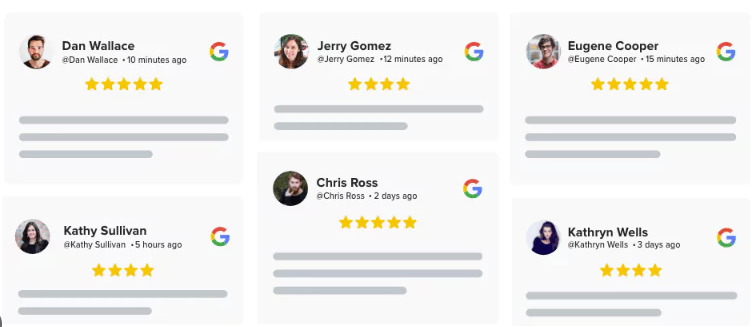 Dan Wallace
@Dan Wallace • 10 minutes ago
Jerry Gomez
@Jerry Gomez • 12 minutes ago
Eugene Cooper
@Eugene Cooper • 15 minutes ago
Chris Ross
@Chris Ross • 2 days ago
Kathy Sullivan
@Kathy Sullivan • 5 hours ago
Kathryn Wells
@Kathryn Wells • 3 days ago